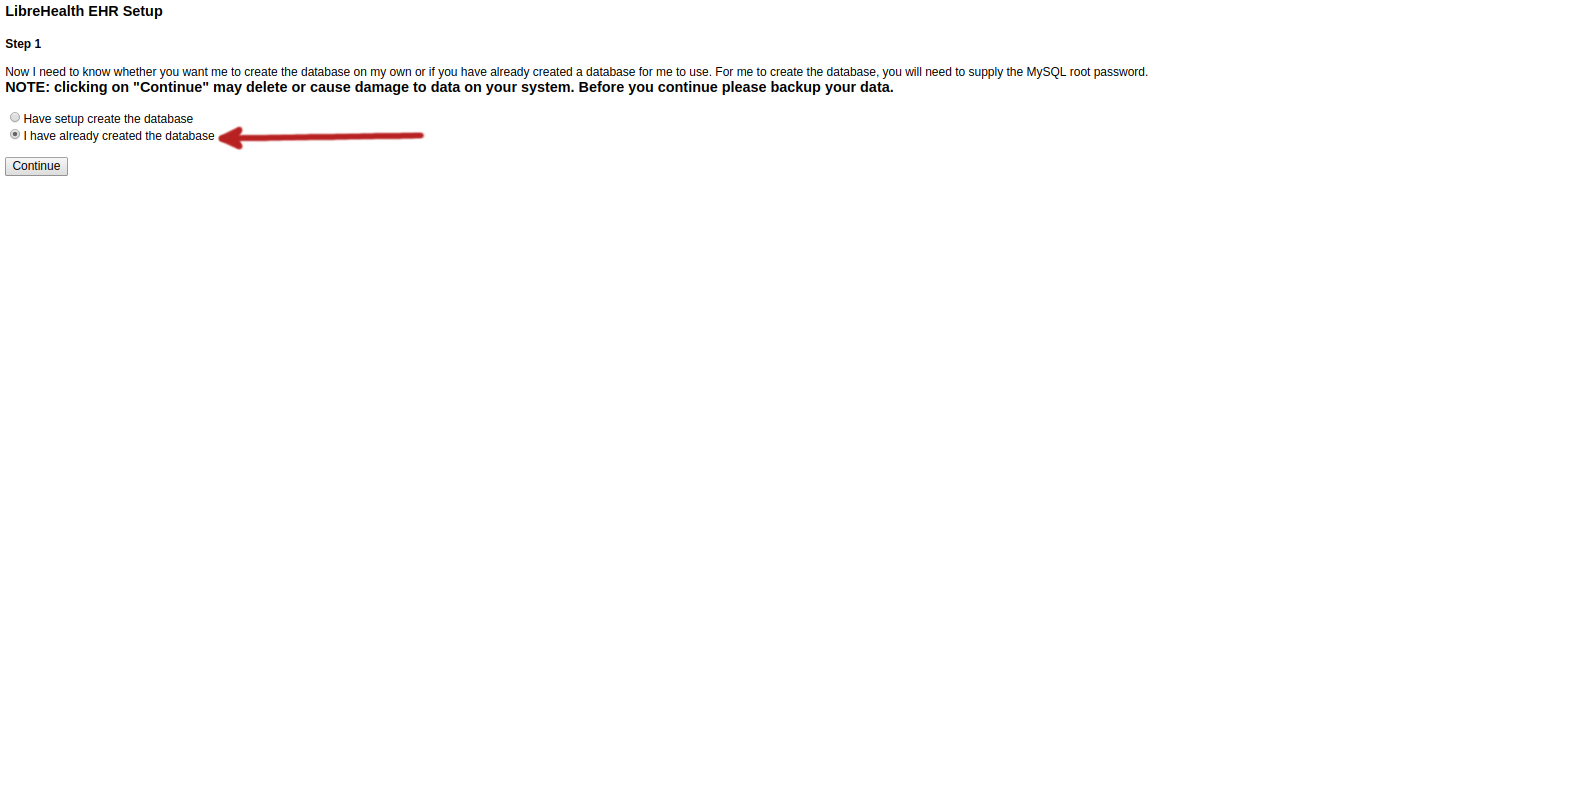 LibreHealth EHR Setup
Step 1
Now I need to know whether you want me to create the database on my own or if you have already created a database for me to use. For me to create the database, you will need to supply the MySQL root password.
NOTE: clicking on "Continue" may delete or cause damage to data on your system. Before you continue please backup your data.
Have setup create the database
I have already created the database
Continue